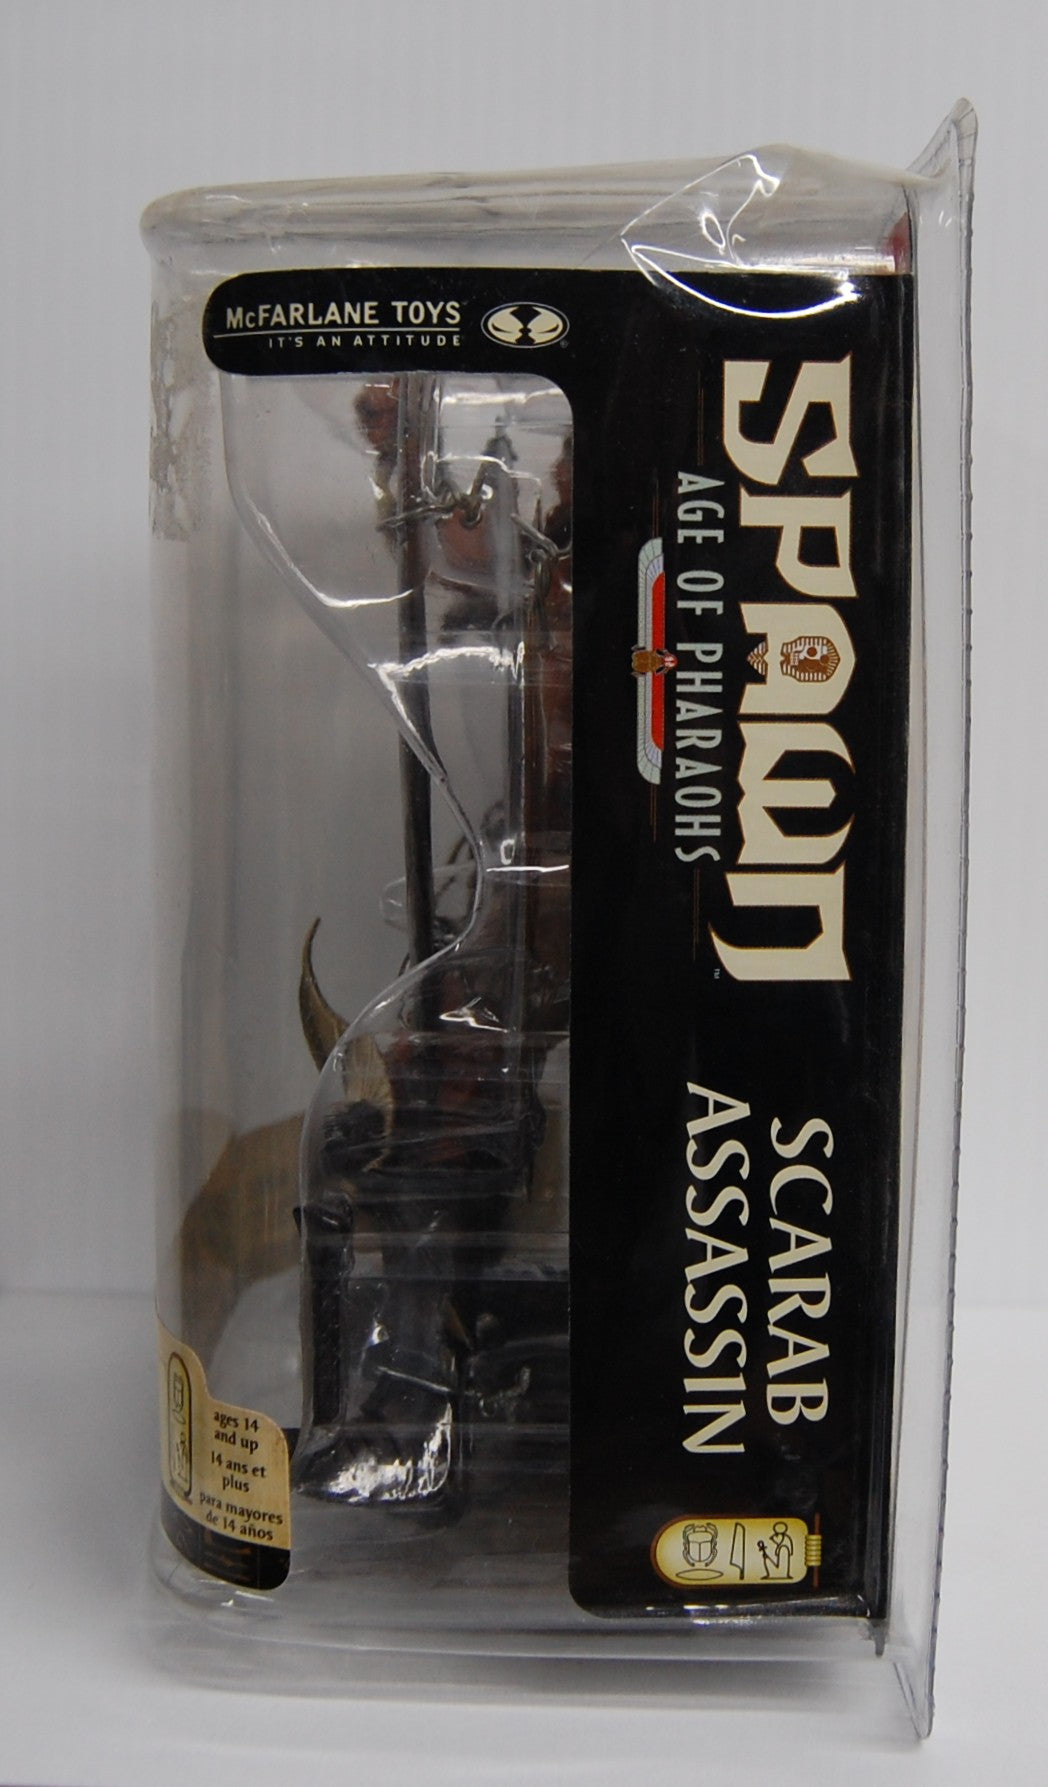 McFARLANE TOYS
IT'S AN ATTITUDE
®
SPAWN
™
AGE OF PHARAOHS
SCARAB
ASSASSIN
ages 14
and up
14 ans et
plus
para mayores
de 14 años